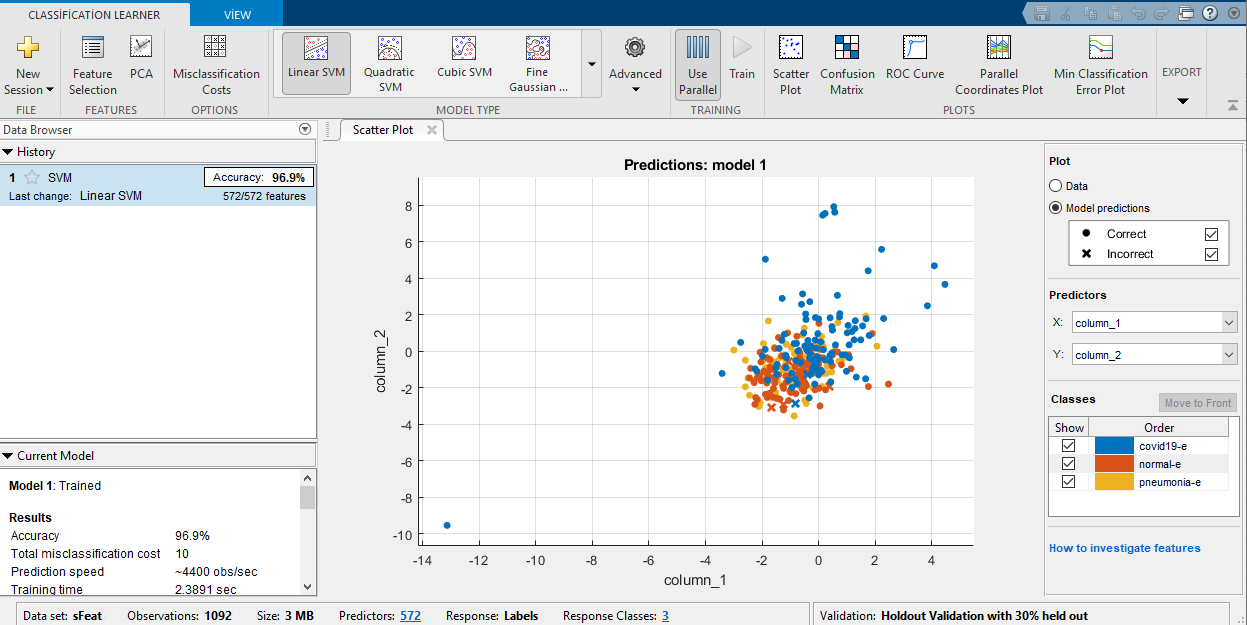 CLASSIFICATION LEARNER
VIEW
New Session
Feature Selection
PCA
Misclassification Costs
Linear SVM
Quadratic SVM
Cubic SVM
Fine Gaussian ...
Advanced
Use Parallel
Train
Scatter Plot
Confusion Matrix
ROC Curve
Parallel Coordinates Plot
Min Classification Error Plot
EXPORT
FILE
FEATURES
OPTIONS
MODEL TYPE
TRAINING
PLOTS
Data Browser
History
1 SVM Accuracy: 96.9%
Last change: Linear SVM 572/572 features
Current Model
Model 1: Trained
Results
Accuracy 96.9%
Total misclassification cost 10
Prediction speed ~4400 obs/sec
Training time 2.3891 sec
Scatter Plot
Predictions: model 1
8
6
4
2
0
-2
-4
-6
-8
-10
column_2
-14 -12 -10 -8 -6 -4 -2 0 2 4
column_1
Plot
Data
Model predictions
Correct
Incorrect
Predictors
X: column_1
Y: column_2
Classes
Move to Front
Show Order
covid19-e
normal-e
pneumonia-e
How to investigate features
Data set: sFeat Observations: 1092 Size: 3 MB Predictors: 572 Response: Labels Response Classes: 3
Validation: Holdout Validation with 30% held out